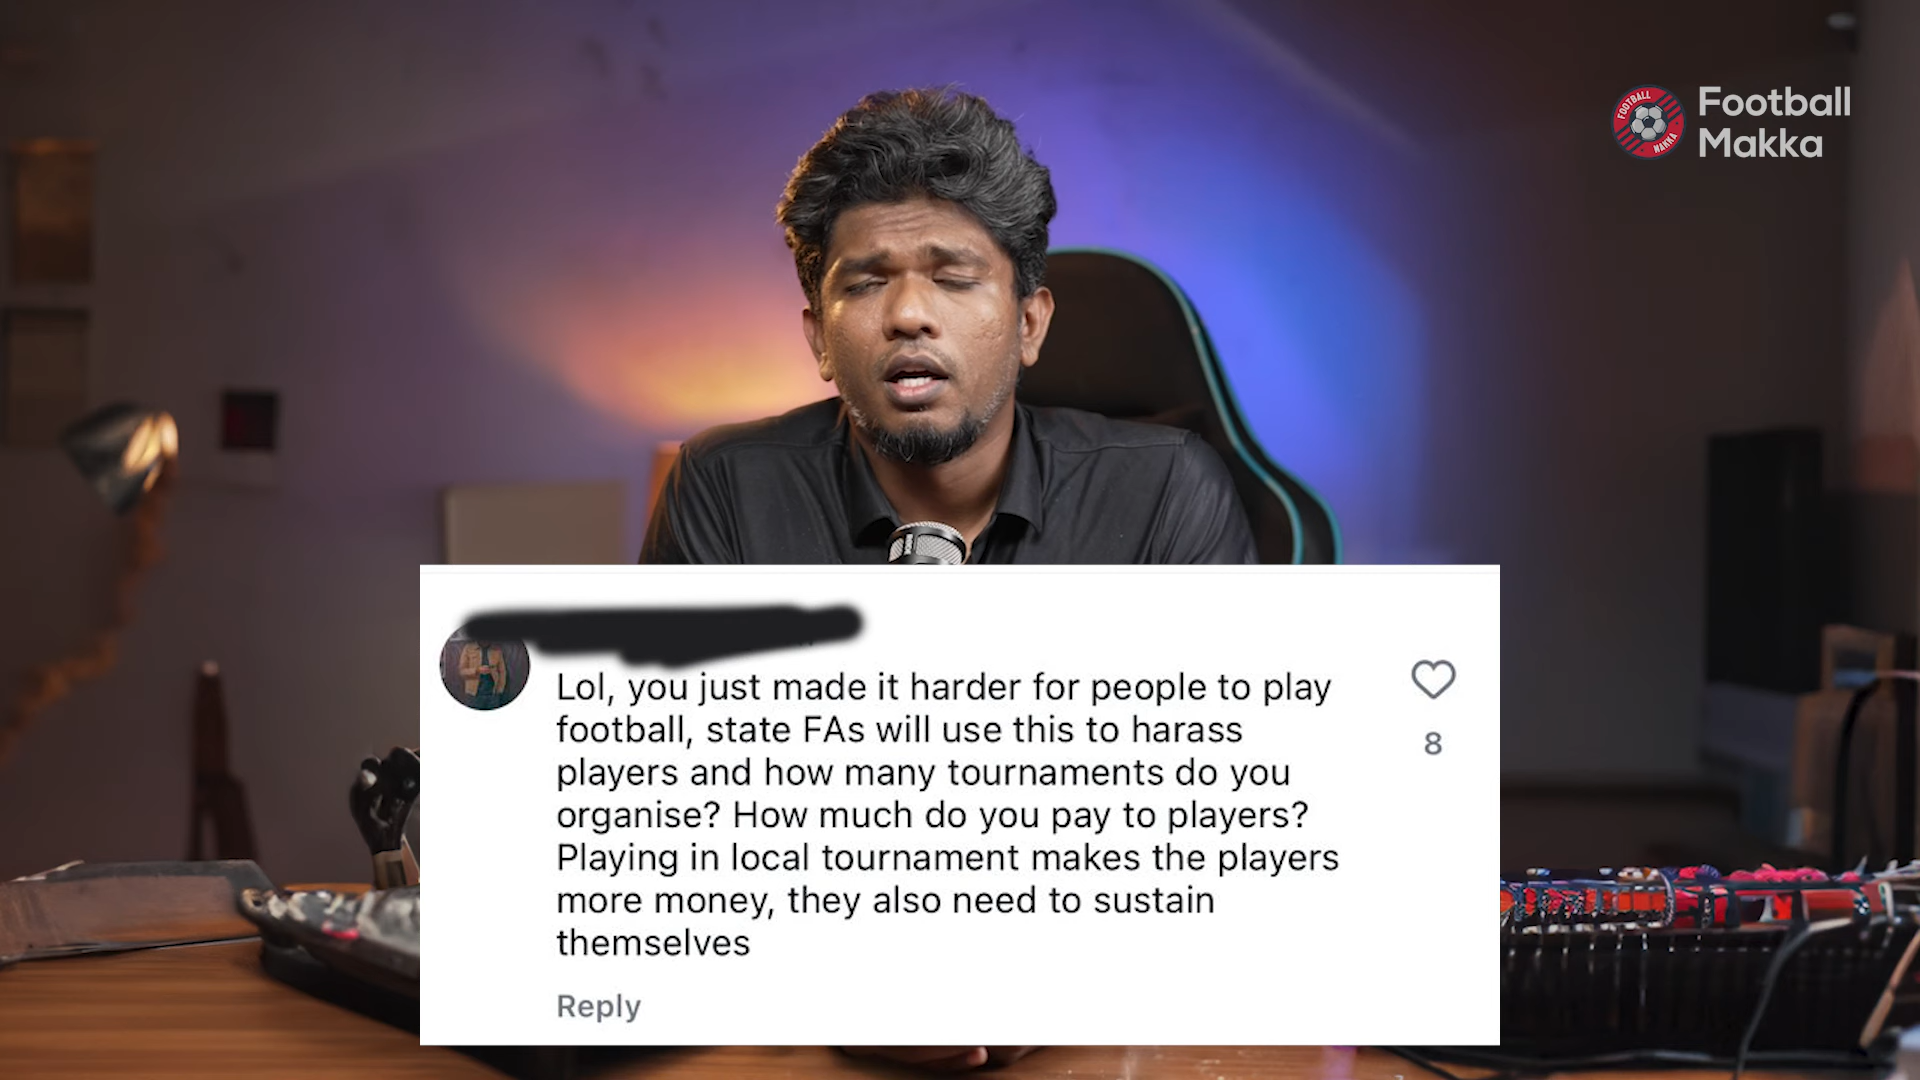 Football
Makka
FOOTBALL
MAKKA
Lol, you just made it harder for people to play
football, state FAs will use this to harass
players and how many tournaments do you
organise? How much do you pay to players?
Playing in local tournament makes the players
more money, they also need to sustain
themselves
8
Reply